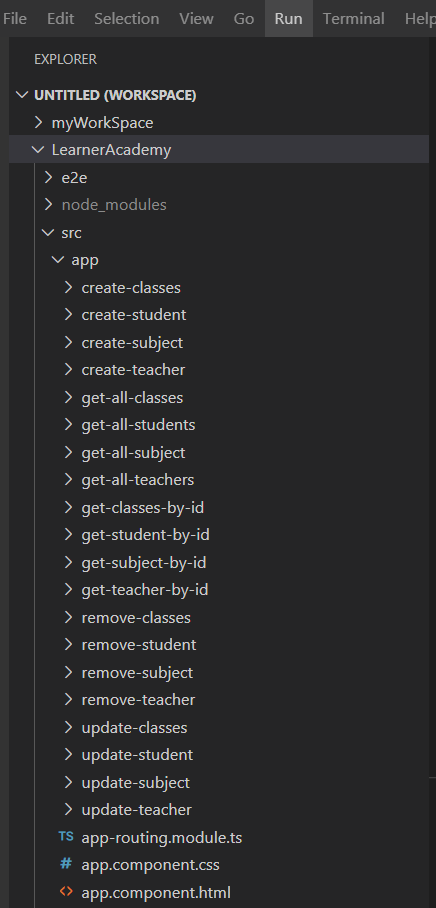 File Edit Selection View Go Run Terminal Help
EXPLORER
UNTITLED (WORKSPACE)
myWorkSpace
LearnerAcademy
e2e
node_modules
src
app
create-classes
create-student
create-subject
create-teacher
get-all-classes
get-all-students
get-all-subject
get-all-teachers
get-classes-by-id
get-student-by-id
get-subject-by-id
get-teacher-by-id
remove-classes
remove-student
remove-subject
remove-teacher
update-classes
update-student
update-subject
update-teacher
TS app-routing.module.ts
# app.component.css
<> app.component.html